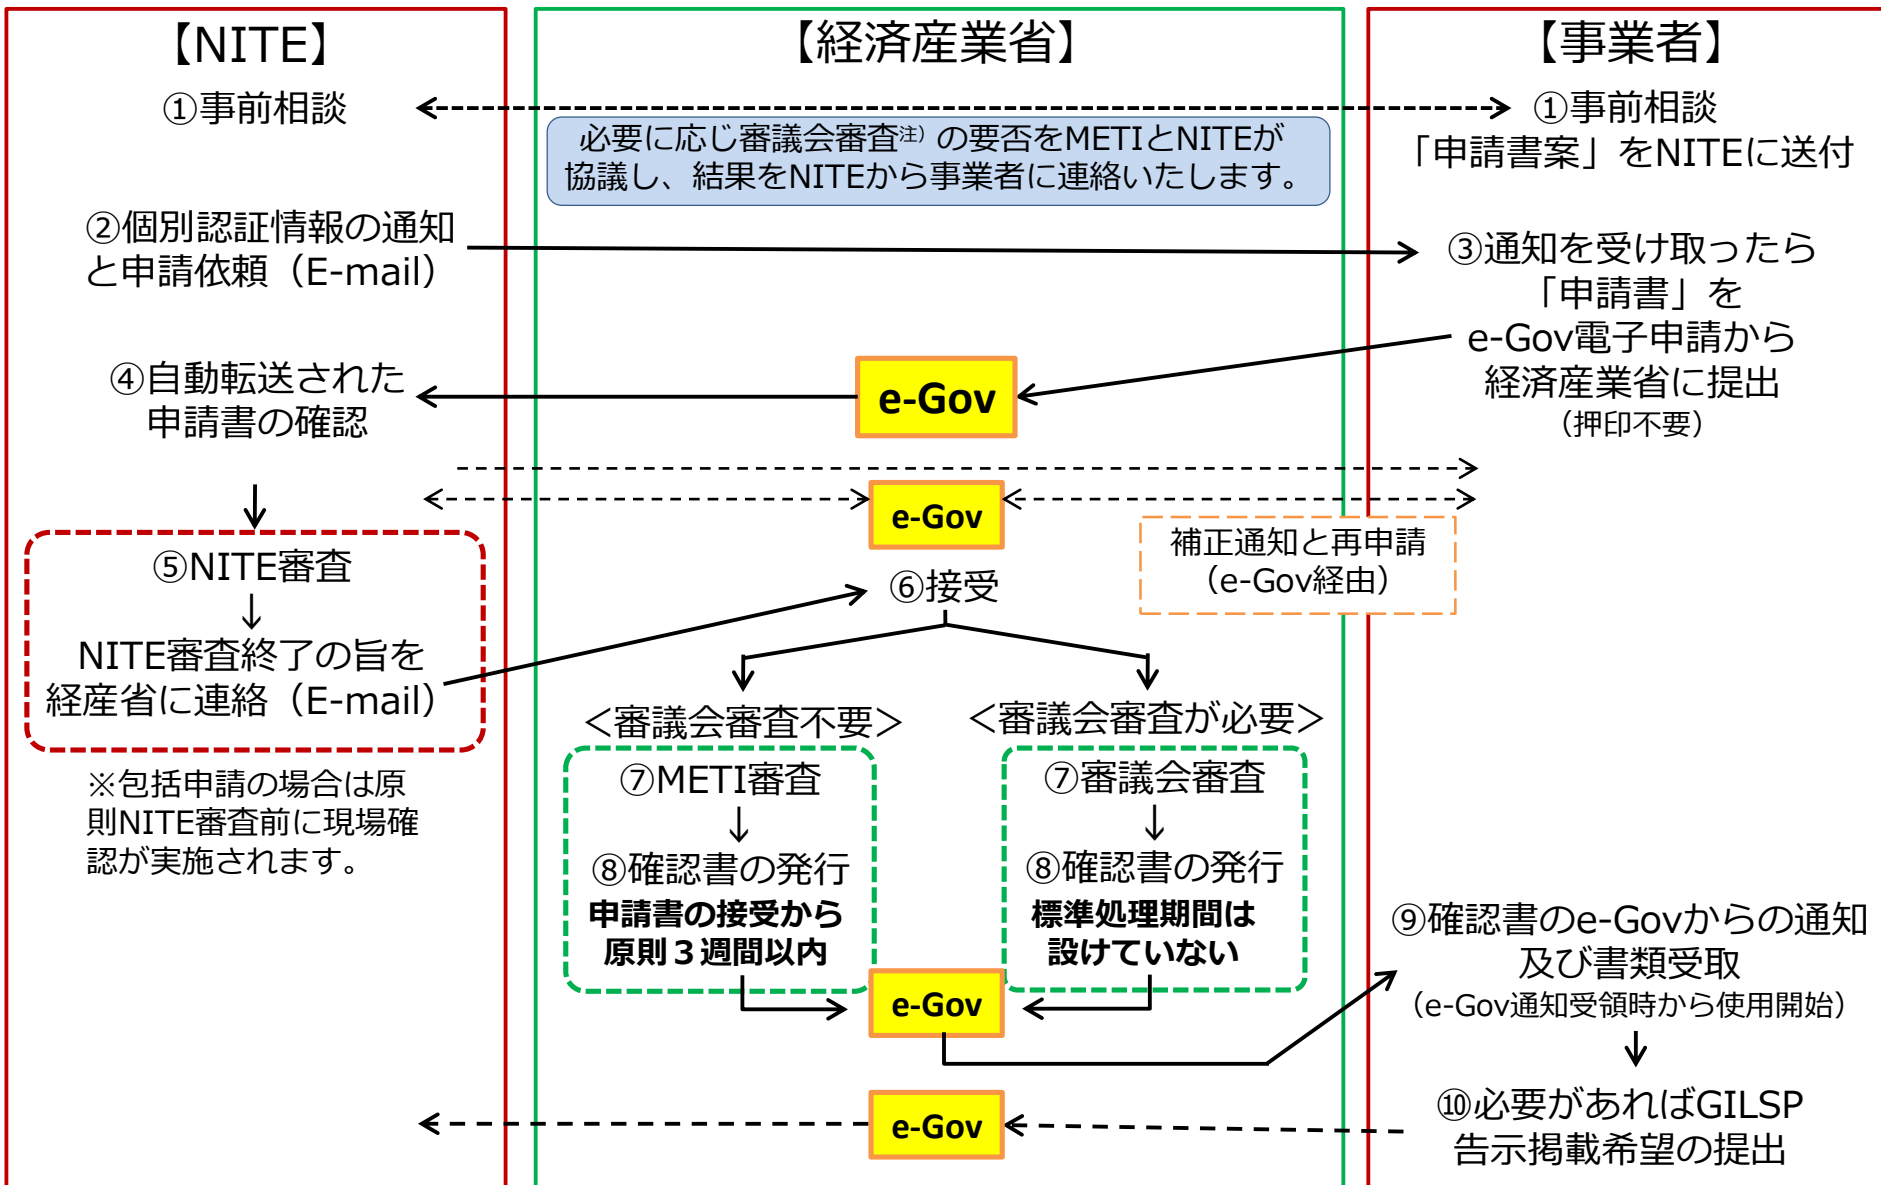 【NITE】
①事前相談
②個別認証情報の通知
と申請依頼（E-mail）
④自動転送された
申請書の確認
⑤NITE審査
↓
NITE審査終了の旨を
経産省に連絡（E-mail）
※包括申請の場合は原
則NITE審査前に現場確
認が実施されます。
【経済産業省】
必要に応じ審議会審査注）の要否をMETIとNITEが
協議し、結果をNITEから事業者に連絡いたします。
e-Gov
e-Gov
補正通知と再申請
（e-Gov経由）
⑥接受
＜審議会審査不要＞
⑦METI審査
↓
⑧確認書の発行
申請書の接受から
原則３週間以内
＜審議会審査が必要＞
⑦審議会審査
↓
⑧確認書の発行
標準処理期間は
設けていない
e-Gov
e-Gov
【事業者】
①事前相談
「申請書案」をNITEに送付
③通知を受け取ったら
「申請書」を
e-Gov電子申請から
経済産業省に提出
（押印不要）
⑨確認書のe-Govからの通知
及び書類受取
（e-Gov通知受領時から使用開始）
⑩必要があればGILSP
告示掲載希望の提出